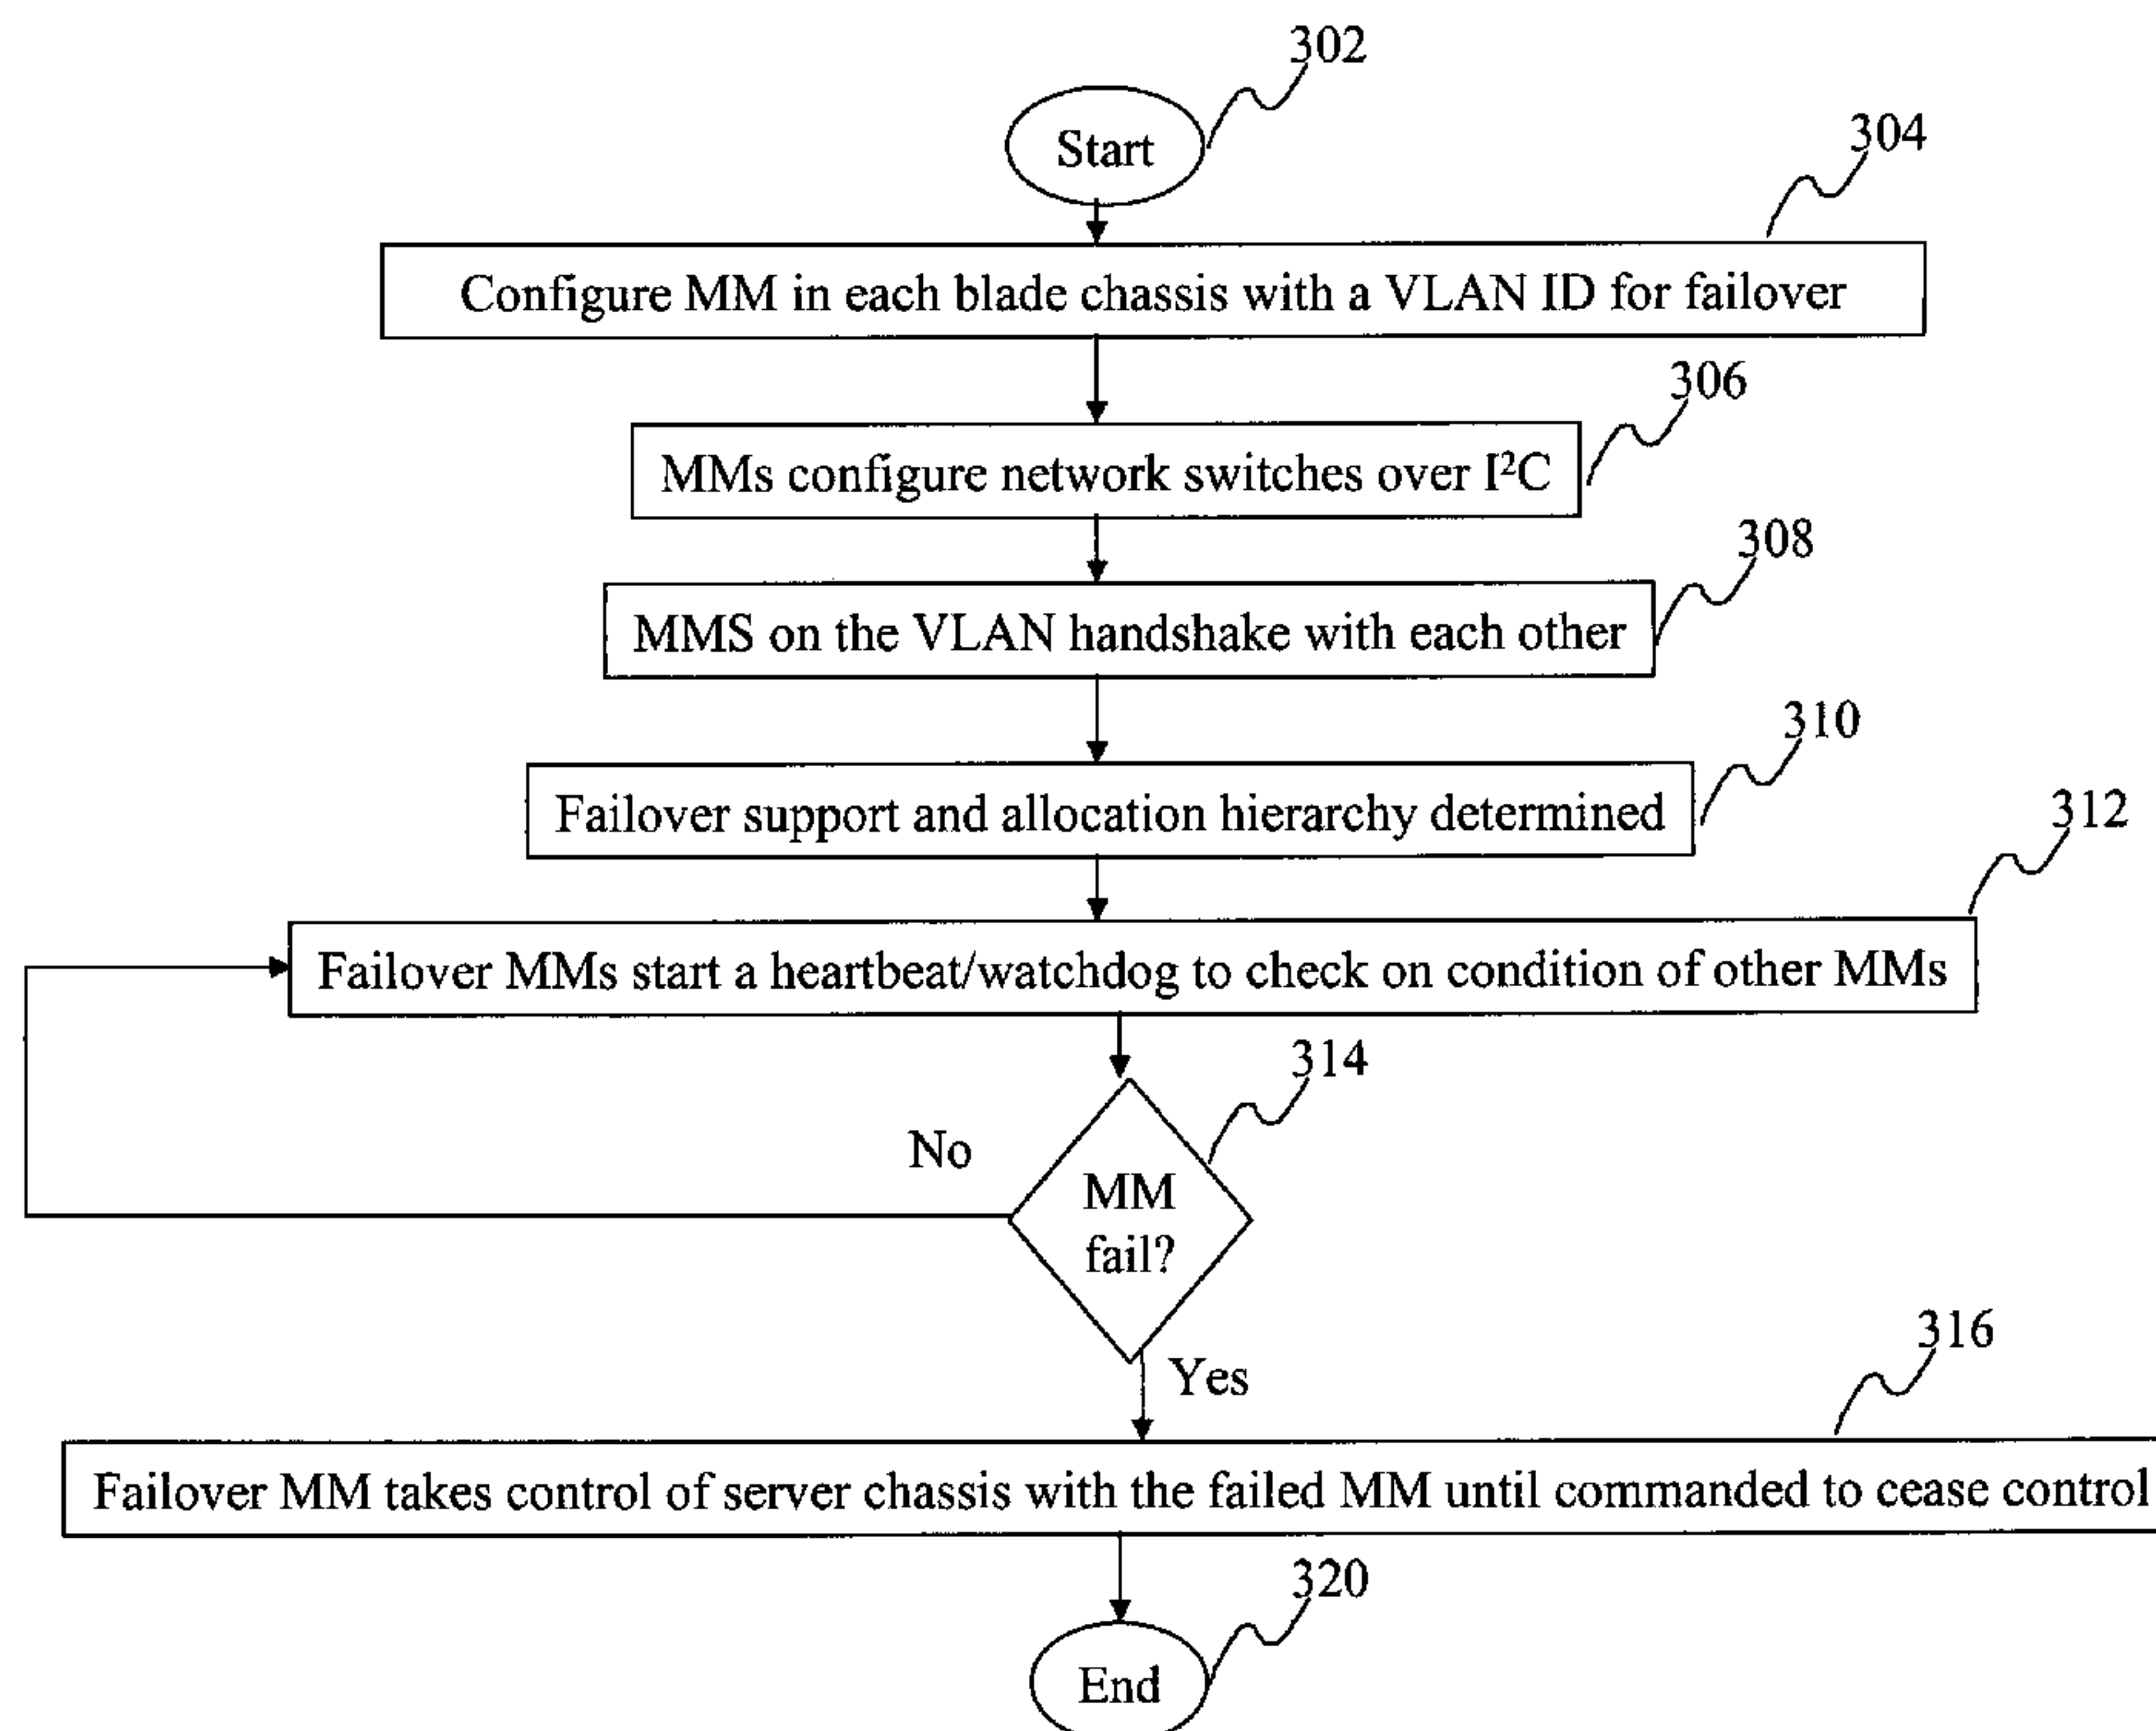 302
Start
304
Configure MM in each blade chassis with a VLAN ID for failover
306
MMs configure network switches over I²C
308
MMS on the VLAN handshake with each other
310
Failover support and allocation hierarchy determined
312
Failover MMs start a heartbeat/watchdog to check on condition of other MMs
314
No
MM
fail?
Yes
316
Failover MM takes control of server chassis with the failed MM until commanded to cease control
320
End